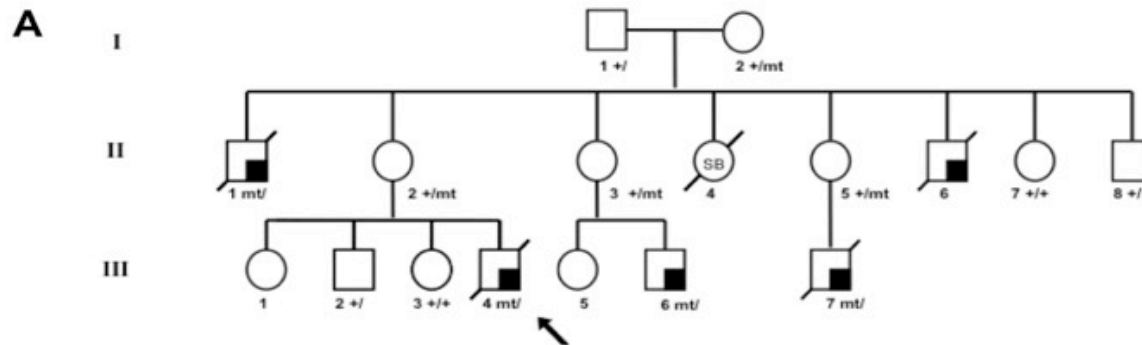 A
I
1 +/
2 +/mt
II
SB
1 mt/
2 +/mt
3 +/mt
4
5 +/mt
6
7 +/+
8 +/
III
1
2 +/
3 +/+
4 mt/
5
6 mt/
7 mt/